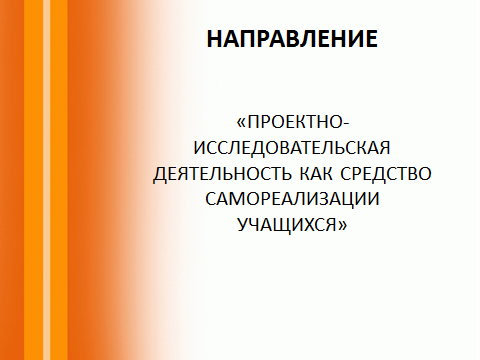 НАПРАВЛЕНИЕ
«ПРОЕКТНО-
ИССЛЕДОВАТЕЛЬСКАЯ
ДЕЯТЕЛЬНОСТЬ КАК СРЕДСТВО
САМОРЕАЛИЗАЦИИ
УЧАЩИХСЯ»